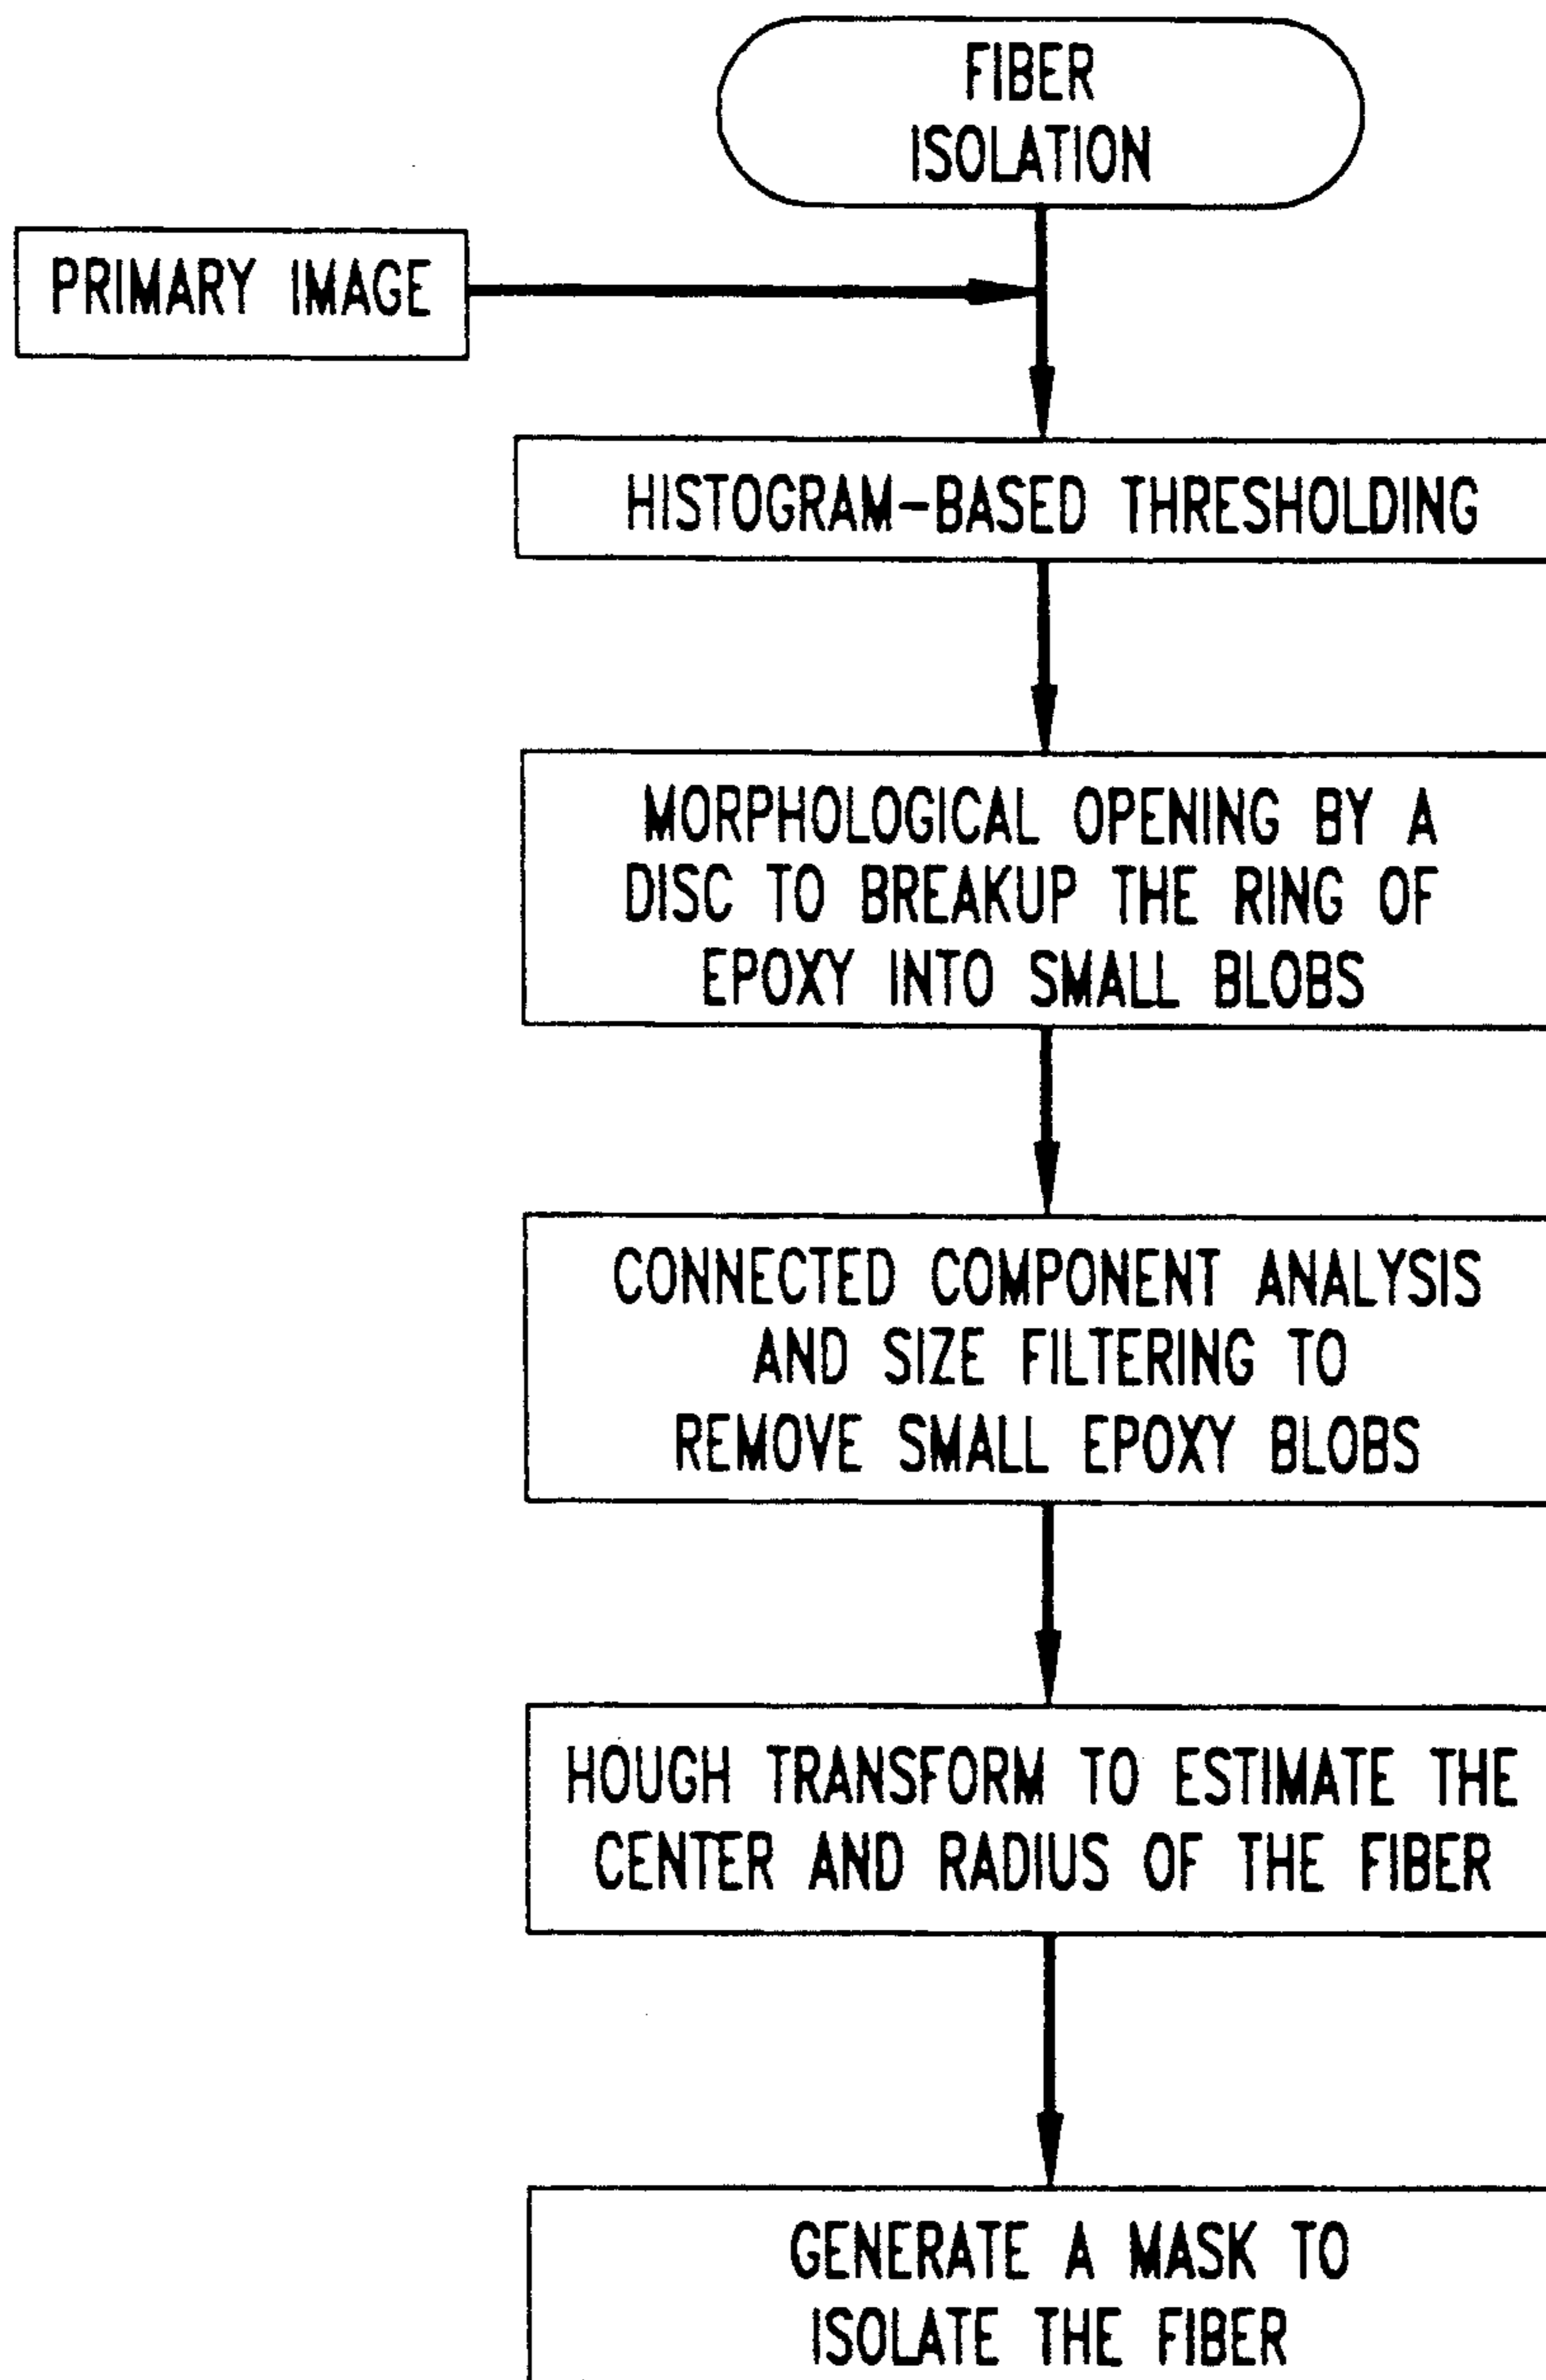 FIBER
ISOLATION
PRIMARY IMAGE
HISTOGRAM-BASED THRESHOLDING
MORPHOLOGICAL OPENING BY A
DISC TO BREAKUP THE RING OF
EPOXY INTO SMALL BLOBS
CONNECTED COMPONENT ANALYSIS
AND SIZE FILTERING TO
REMOVE SMALL EPOXY BLOBS
HOUGH TRANSFORM TO ESTIMATE THE
CENTER AND RADIUS OF THE FIBER
GENERATE A MASK TO
ISOLATE THE FIBER